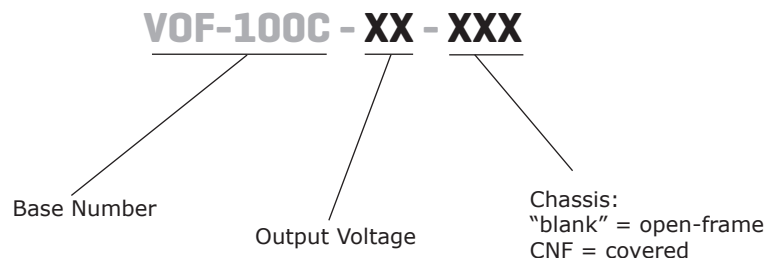 VOF-100C - XX - XXX
Base Number
Output Voltage
Chassis:
“blank” = open-frame
CNF = covered